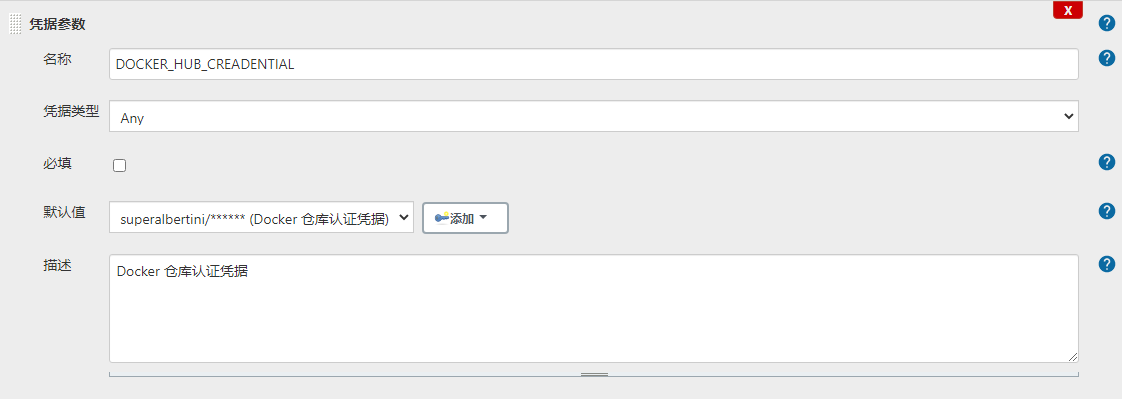 凭据参数
X
?
名称
DOCKER_HUB_CREADENTIAL
?
凭据类型
Any
必填
?
默认值
superalbertini/****** (Docker 仓库认证凭据)
添加
?
描述
Docker 仓库认证凭据
?